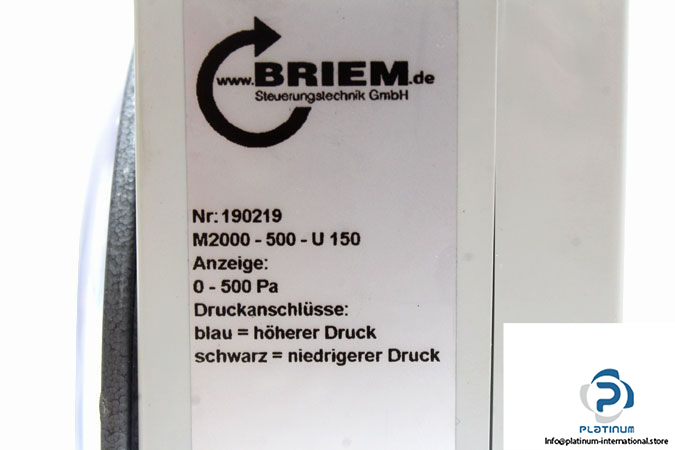 www.BRIEM.de
Steuerungstechnik GmbH
Nr: 190219
M2000 - 500 - U 150
Anzeige:
0 - 500 Pa
Druckanschlüsse:
blau = höherer Druck
schwarz = niedrigerer Druck
PLATINUM
Info@platinum-international.store